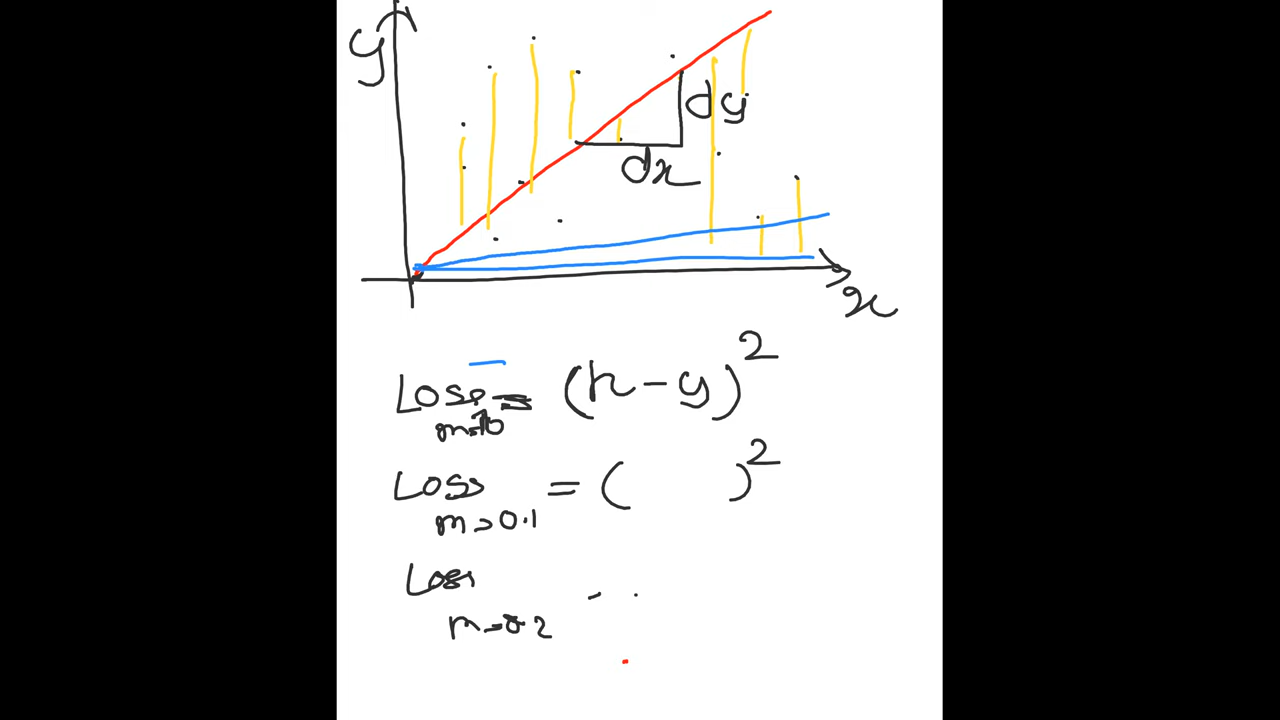 y
dy
dx
x
Loss = (h - y)²
Loss = ( )²
m = 0.1
Loss
m = 0.2